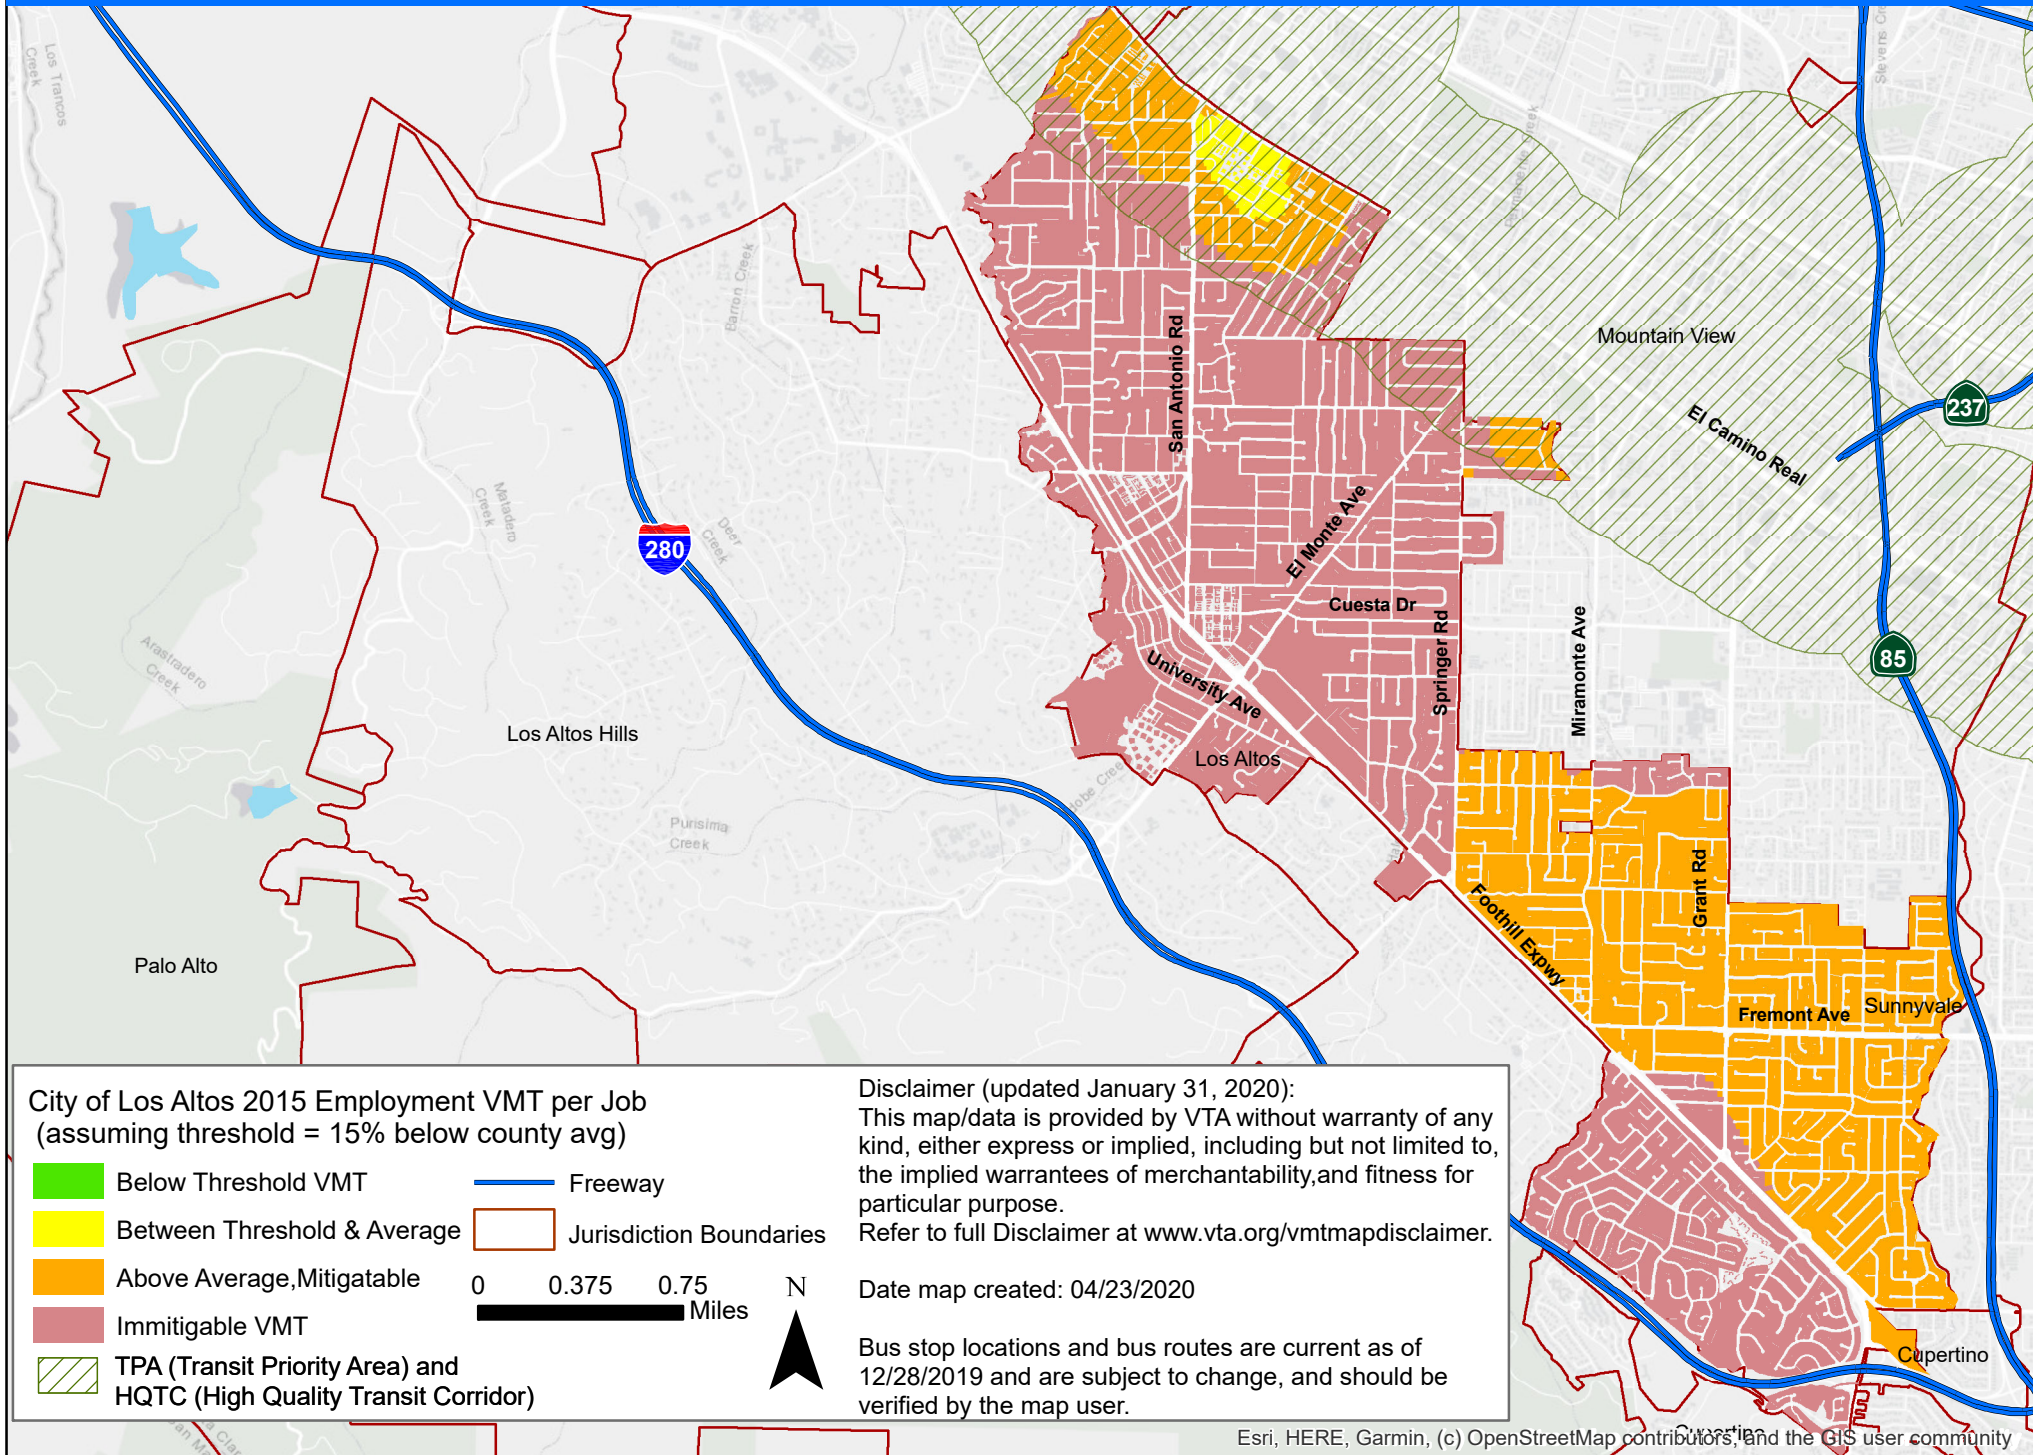 Los Trancos
Creek
Stevens Cre
Barron Creek
Permanente Creek
Mountain View
San Antonio Rd
237
El Camino Real
Matadero
Creek
Deer
Creek
280
El Monte Ave
Cuesta Dr
Springer Rd
Miramonte Ave
85
Arastradero
Creek
University Ave
Los Altos Hills
Los Altos
Adobe Creek
Purisima
Creek
Hale
Grant Rd
Foothill Expwy
Palo Alto
Fremont Ave
Sunnyvale
City of Los Altos 2015 Employment VMT per Job
(assuming threshold = 15% below county avg)
Below Threshold VMT
Between Threshold & Average
Above Average,Mitigatable
Immitigable VMT
TPA (Transit Priority Area) and
HQTC (High Quality Transit Corridor)
Freeway
Jurisdiction Boundaries
0 0.375 0.75
Miles
N
Disclaimer (updated January 31, 2020):
This map/data is provided by VTA without warranty of any
kind, either express or implied, including but not limited to,
the implied warrantees of merchantability,and fitness for
particular purpose.
Refer to full Disclaimer at www.vta.org/vmtmapdisclaimer.
Date map created: 04/23/2020
Bus stop locations and bus routes are current as of
12/28/2019 and are subject to change, and should be
verified by the map user.
Cupertino
Cupertino
Esri, HERE, Garmin, (c) OpenStreetMap contributors, and the GIS user community